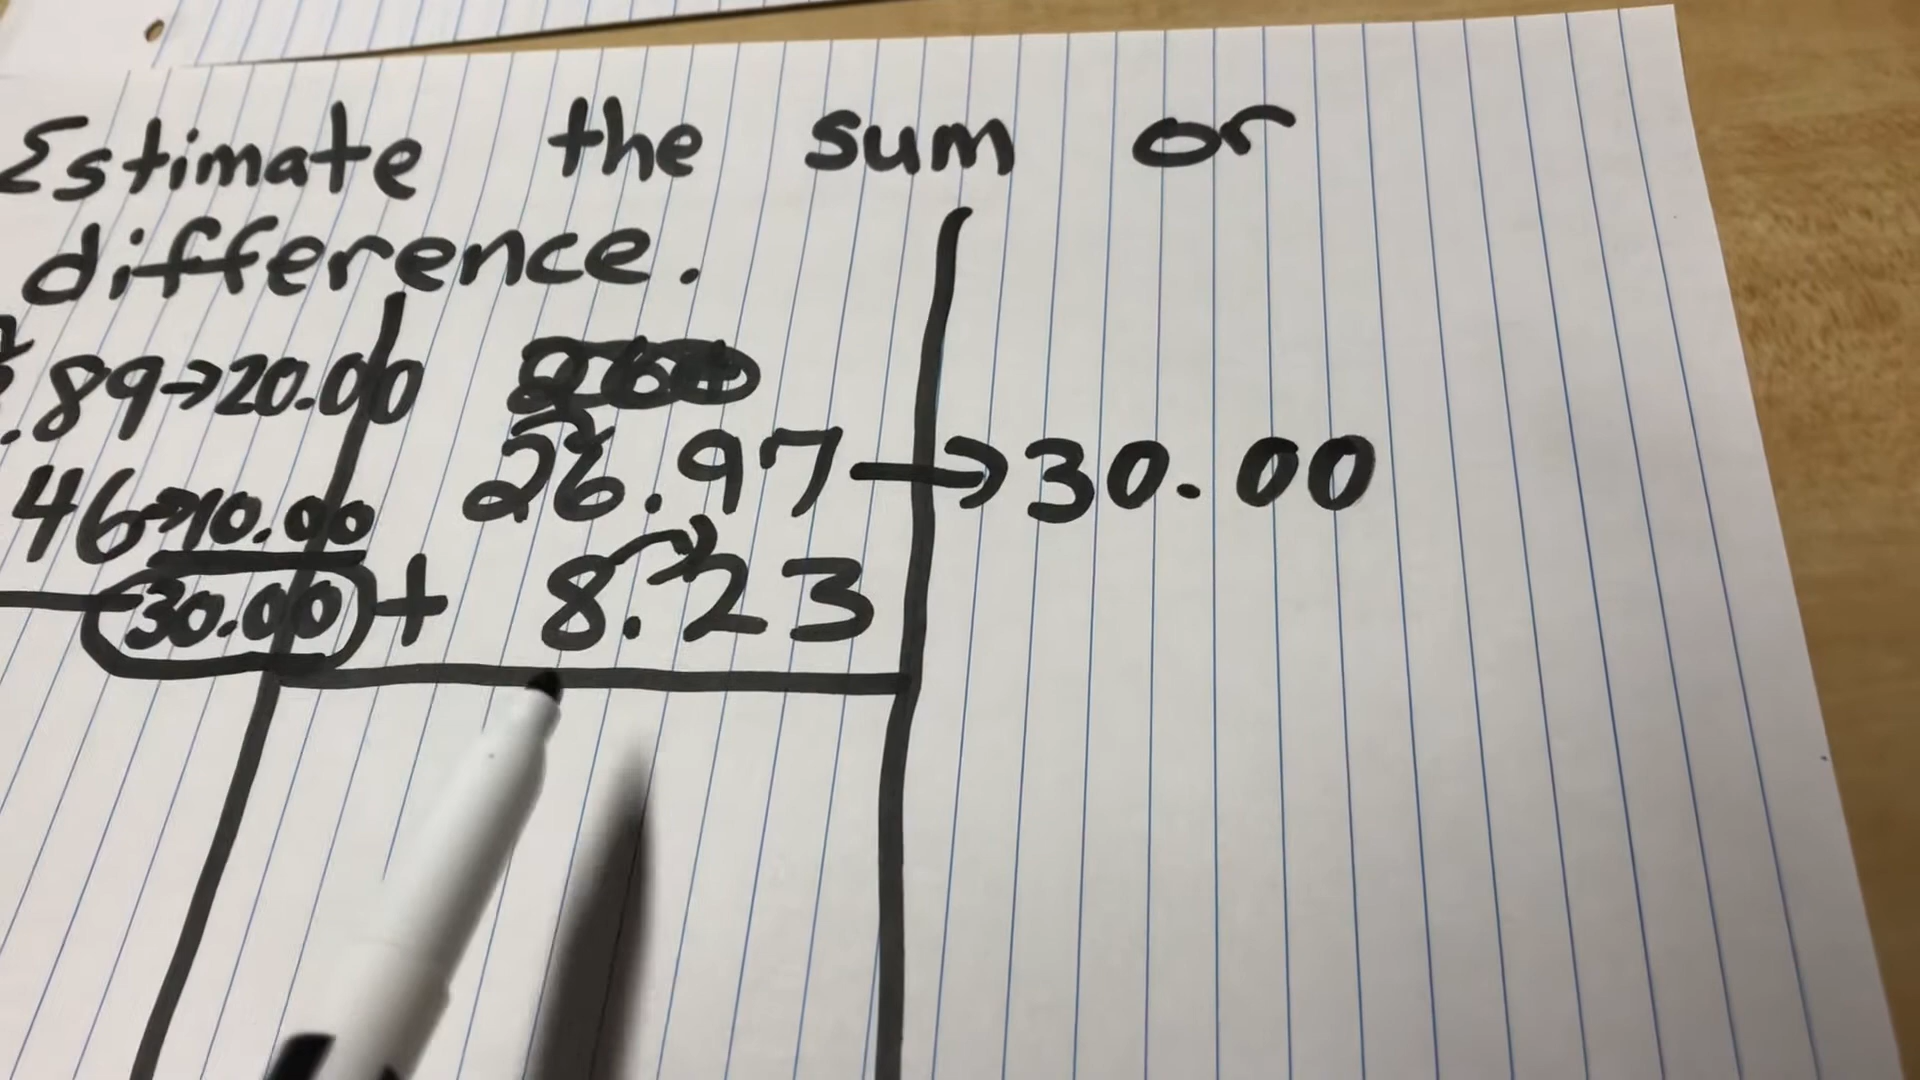 Estimate the sum or
difference.
.89→20.00
46→10.00
30.00
26.97→30.00
+ 8.23